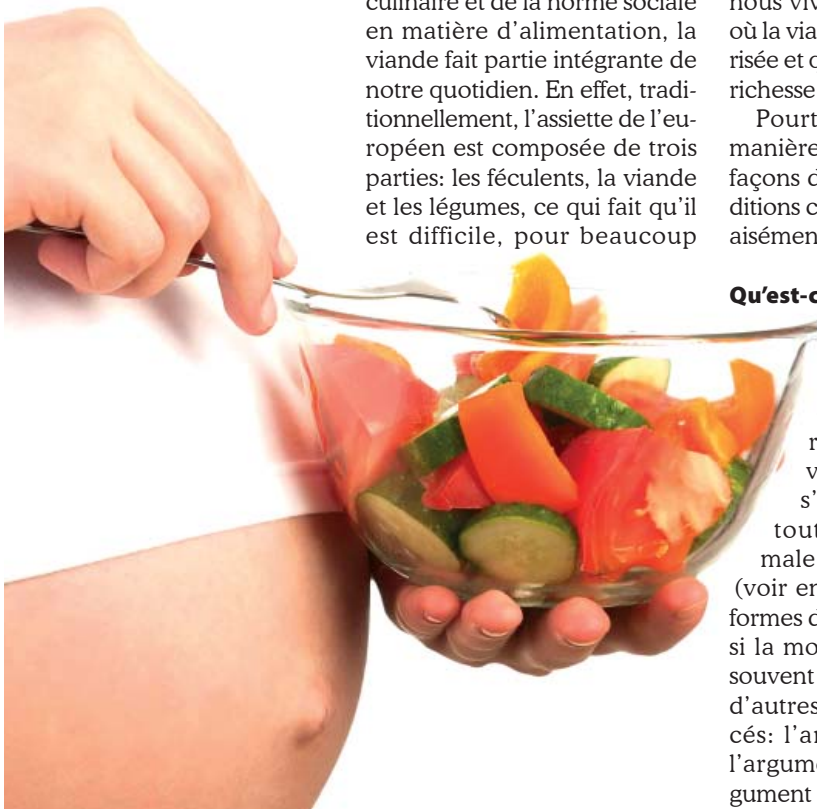 culinaire et de la norme sociale
en matière d'alimentation, la
viande fait partie intégrante de
notre quotidien. En effet, tradi-
tionnellement, l'assiette de l'eu-
ropéen est composée de trois
parties: les féculents, la viande
et les légumes, ce qui fait qu'il
est difficile, pour beaucoup
nous viv
où la via
risée et
richesse
Pourt
manière
façons d
ditions c
aisémen
Qu'est-c
r
v
s'
tout
male
(voir en
formes d
si la mo
souvent
d'autres
cés: l'ar
l'argume
gument